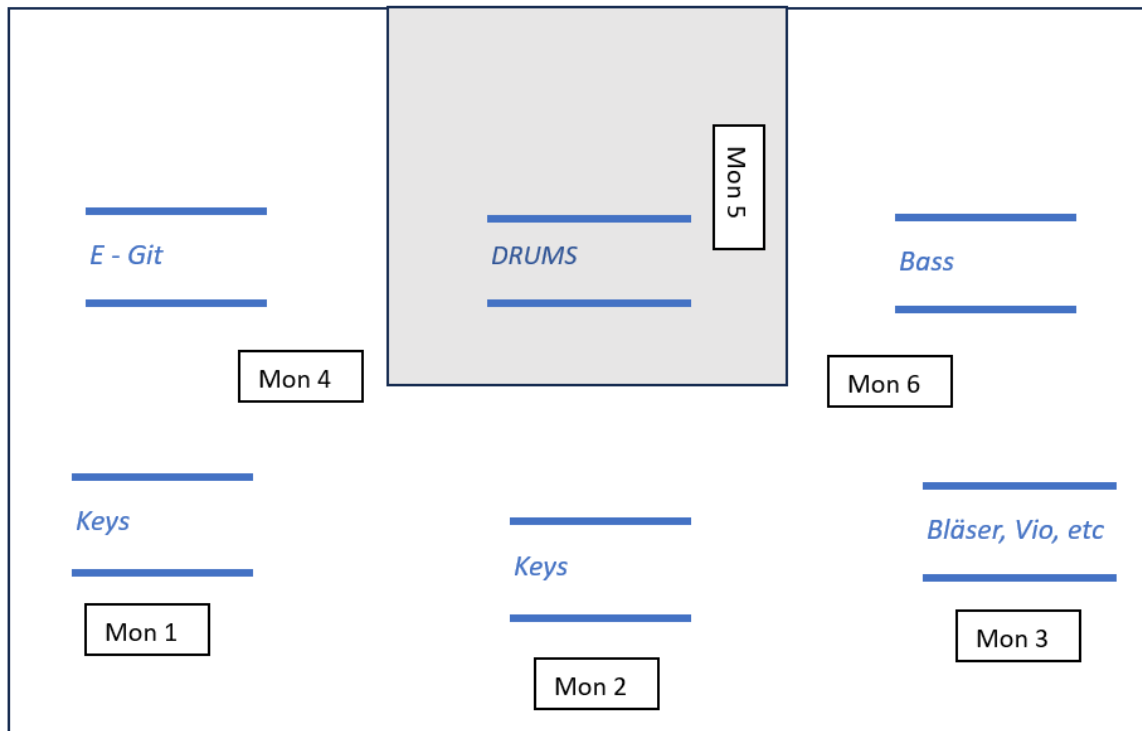 Mon 5
E - Git
DRUMS
Bass
Mon 4
Mon 6
Keys
Keys
Bläser, Vio, etc
Mon 1
Mon 2
Mon 3